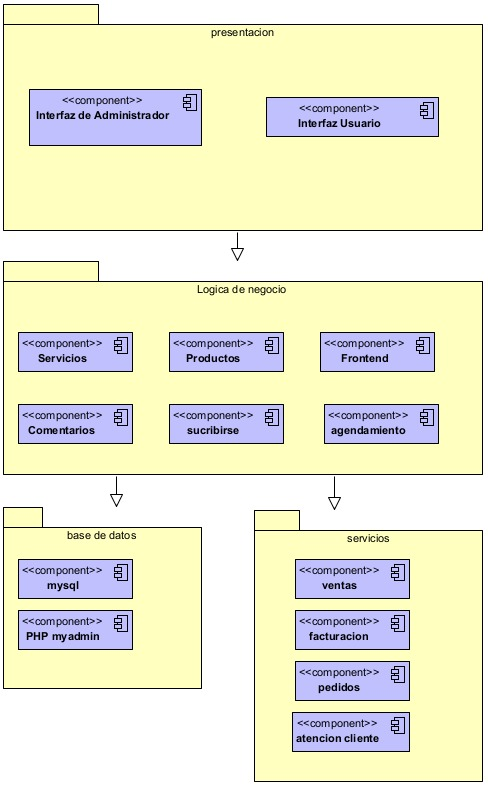 presentacion
<<component>>
Interfaz de Administrador
<<component>>
Interfaz Usuario
Logica de negocio
<<component>>
Servicios
<<component>>
Productos
<<component>>
Frontend
<<component>>
Comentarios
<<component>>
sucribirse
<<component>>
agendamiento
base de datos
<<component>>
mysql
<<component>>
PHP myadmin
servicios
<<component>>
ventas
<<component>>
facturacion
<<component>>
pedidos
<<component>>
atencion cliente